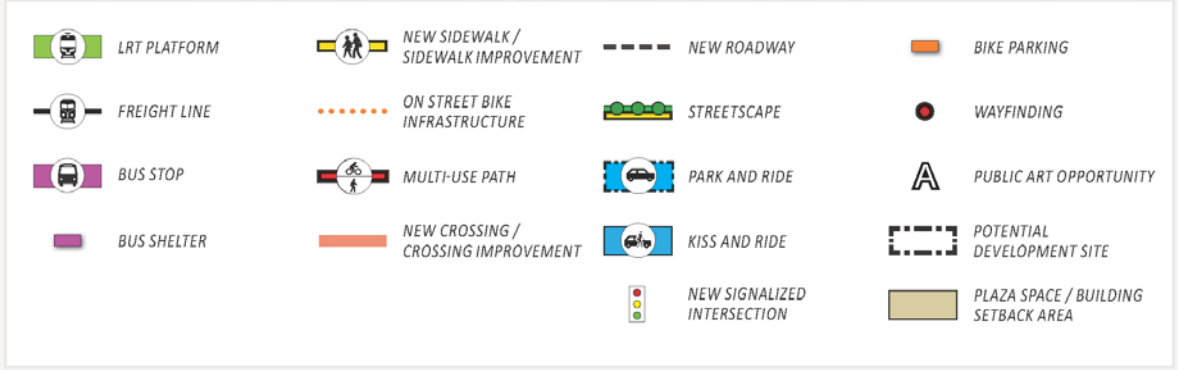 LRT PLATFORM
FREIGHT LINE
BUS STOP
BUS SHELTER
NEW SIDEWALK /
SIDEWALK IMPROVEMENT
ON STREET BIKE
INFRASTRUCTURE
MULTI-USE PATH
NEW CROSSING /
CROSSING IMPROVEMENT
NEW ROADWAY
STREETSCAPE
PARK AND RIDE
KISS AND RIDE
NEW SIGNALIZED
INTERSECTION
BIKE PARKING
WAYFINDING
A
PUBLIC ART OPPORTUNITY
POTENTIAL
DEVELOPMENT SITE
PLAZA SPACE / BUILDING
SETBACK AREA